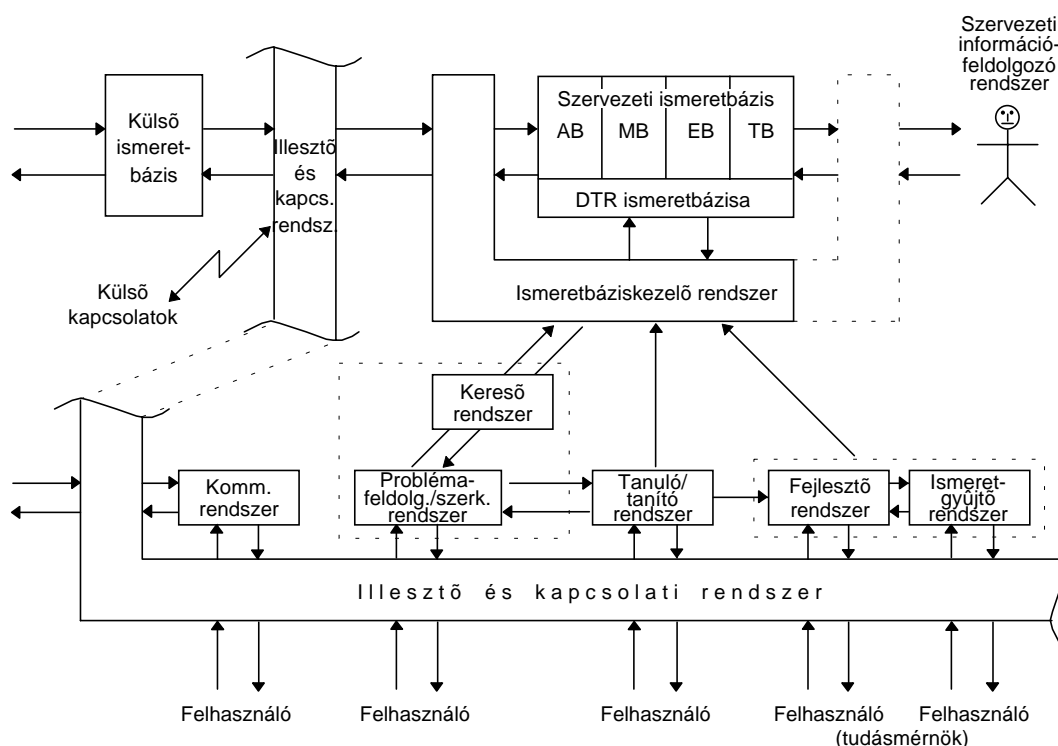 Szervezeti
információ-
feldolgozó
rendszer
Külsõ
ismeret-
bázis
Illesztõ
és
kapcs.
rendsz.
Szervezeti ismeretbázis
AB MB EB TB
DTR ismeretbázisa
Külsõ
kapcsolatok
Ismeretbáziskezelõ rendszer
Keresõ
rendszer
Komm.
rendszer
Probléma-
feldolg./szerk.
rendszer
Tanuló/
tanító
rendszer
Fejlesztõ
rendszer
Ismeret-
gyûjtõ
rendszer
Illesztõ és kapcsolati rendszer
Felhasználó
Felhasználó
Felhasználó
Felhasználó
(tudásmérnök)
Felhasználó